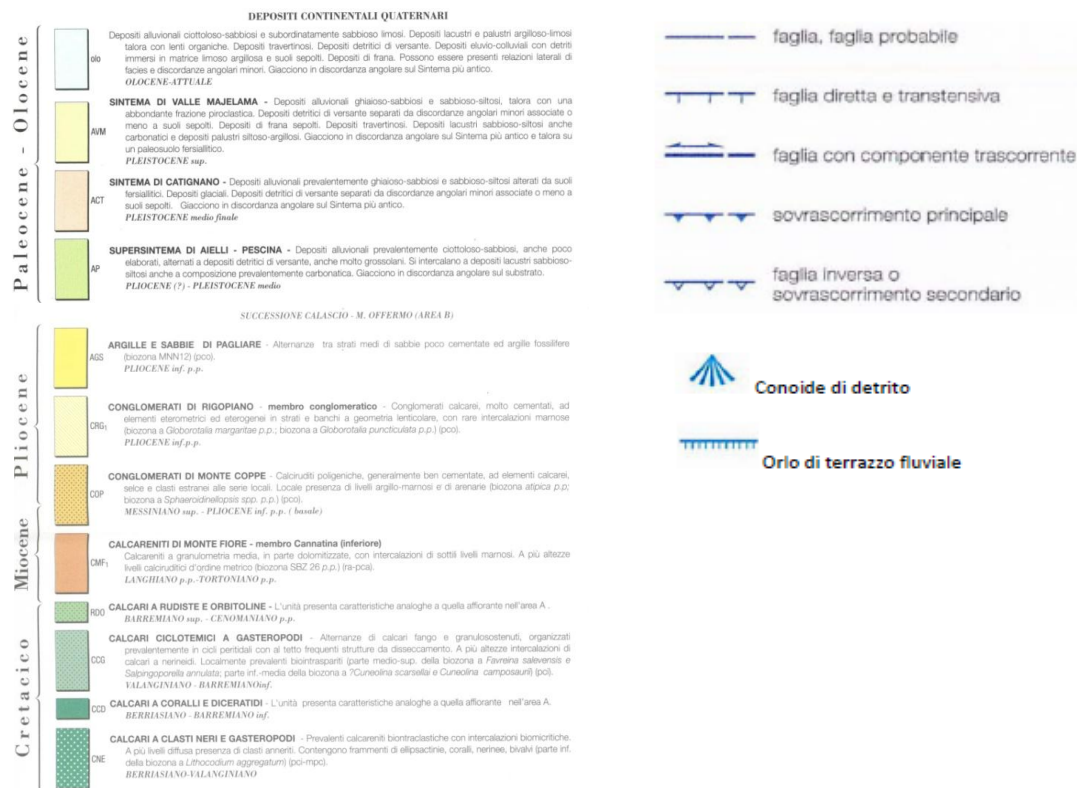 DEPOSITI CONTINENTALI QUATERNARI
Paleocene - Olocene
olo
Depositi alluvionali ciottoloso-sabbiosi e subordinatamente sabbioso limosi. Depositi lacustri e palustri argilloso-limosi
talora con lenti organiche. Depositi travertinosi. Depositi detritici di versante. Depositi eluvio-colluviali con detriti
immersi in matrice limoso argillosa e suoli sepolti. Depositi di frana. Possono essere presenti relazioni laterali di
facies e discordanze angolari minori. Giacciono in discordanza angolare sul Sintema più antico.
OLOCENE-ATTUALE
AVM
SINTEMA DI VALLE MAJELAMA - Depositi alluvionali ghiaioso-sabbiosi e sabbioso-siltosi, talora con una
abbondante frazione piroclastica. Depositi detritici di versante separati da discordanze angolari minori associate o
meno a suoli sepolti. Depositi di frana sepolti. Depositi travertinosi. Depositi lacustri sabbioso-siltosi anche
carbonatici e depositi palustri siltoso-argillosi. Giacciono in discordanza angolare sul Sintema più antico e talora su
un paleosuolo fersiallitico.
PLEISTOCENE sup.
ACT
SINTEMA DI CATIGNANO - Depositi alluvionali prevalentemente ghiaioso-sabbiosi e sabbioso-siltosi alterati da suoli
fersiallitici. Depositi glaciali. Depositi detritici di versante separati da discordanze angolari minori associate o meno a
suoli sepolti. Giacciono in discordanza angolare sul Sintema più antico.
PLEISTOCENE medio finale
AP
SUPERSINTEMA DI AIELLI - PESCINA - Depositi alluvionali prevalentemente ciottoloso-sabbiosi, anche poco
elaborati, alternati a depositi detritici di versante, anche molto grossolani. Si intercalano a depositi lacustri sabbioso-
siltosi anche a composizione prevalentemente carbonatica. Giacciono in discordanza angolare sul substrato.
PLIOCENE (?) - PLEISTOCENE medio
SUCCESSIONE CALASCIO - M. OFFERMO (AREA B)
Pliocene
AGS
ARGILLE E SABBIE DI PAGLIARE - Alternanze tra strati medi di sabbie poco cementate ed argille fossilifere
(biozona MNN12) (pco).
PLIOCENE inf. p.p.
CRG1
CONGLOMERATI DI RIGOPIANO - membro conglomeratico - Conglomerati calcarei, molto cementati, ad
elementi eterometrici ed eterogenei in strati e banchi a geometria lenticolare, con rare intercalazioni marnose
(biozona a Globorotalia margaritae p.p.; biozona a Globorotalia puncticulata p.p.) (pco).
PLIOCENE inf.p.p.
COP
CONGLOMERATI DI MONTE COPPE - Calciruditi poligeniche, generalmente ben cementate, ad elementi calcarei,
selce e clasti estranei alle serie locali. Locale presenza di livelli argillo-marnosi e di arenarie (biozona atipica p.p;
biozona a Sphaeroidinellopsis spp. p.p.) (pco).
MESSINIANO sup. - PLIOCENE inf. p.p. ( basale)
Miocene
CMF1
CALCARENITI DI MONTE FIORE - membro Cannatina (inferiore)
Calcareniti a granulometria media, in parte dolomitizzate, con intercalazioni di sottili livelli marnosi. A più altezze
livelli calciruditici d'ordine metrico (biozona SBZ 26 p.p.) (ra-pca).
LANGHIANO p.p.-TORTONIANO p.p.
Cretacico
RDO
CALCARI A RUDISTE E ORBITOLINE - L'unità presenta caratteristiche analoghe a quella affiorante nell'area A .
BARREMIANO sup. - CENOMANIANO p.p.
CCG
CALCARI CICLOTEMICI A GASTEROPODI - Alternanze di calcari fango e granulosostenuti, organizzati
prevalentemente in cicli peritidali con al tetto frequenti strutture da disseccamento. A più altezze intercalazioni di
calcari a nerineidi. Localmente prevalenti biointraspariti (parte medio-sup. della biozona a Favreina salevensis e
Salpingoporella annulata; parte inf.-media della biozona a ?Cuneolina scarsellai e Cuneolina camposaurii) (pci).
VALANGINIANO - BARREMIANOinf.
CCD
CALCARI A CORALLI E DICERATIDI - L'unità presenta caratteristiche analoghe a quella affiorante nell'area A.
BERRIASIANO - BARREMIANO inf.
CNE
CALCARI A CLASTI NERI E GASTEROPODI - Prevalenti calcareniti biontraclastiche con intercalazioni biomicritiche.
A più livelli diffusa presenza di clasti anneriti. Contengono frammenti di ellipsactinie, coralli, nerinee, bivalvi (parte inf.
della biozona a Lithocodium aggregatum) (pci-mpc).
BERRIASIANO-VALANGINIANO
faglia, faglia probabile
faglia diretta e transtensiva
faglia con componente trascorrente
sovrascorrimento principale
faglia inversa o
sovrascorrimento secondario
Conoide di detrito
Orlo di terrazzo fluviale